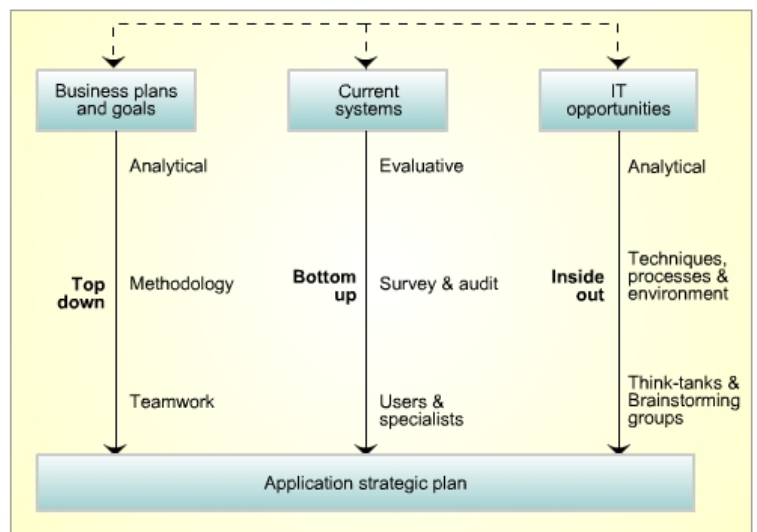 Business plans
and goals
Current
systems
IT
opportunities
Analytical
Evaluative
Analytical
Top
down
Methodology
Bottom
up
Survey & audit
Inside
out
Techniques,
processes &
environment
Teamwork
Users &
specialists
Think-tanks &
Brainstorming
groups
Application strategic plan